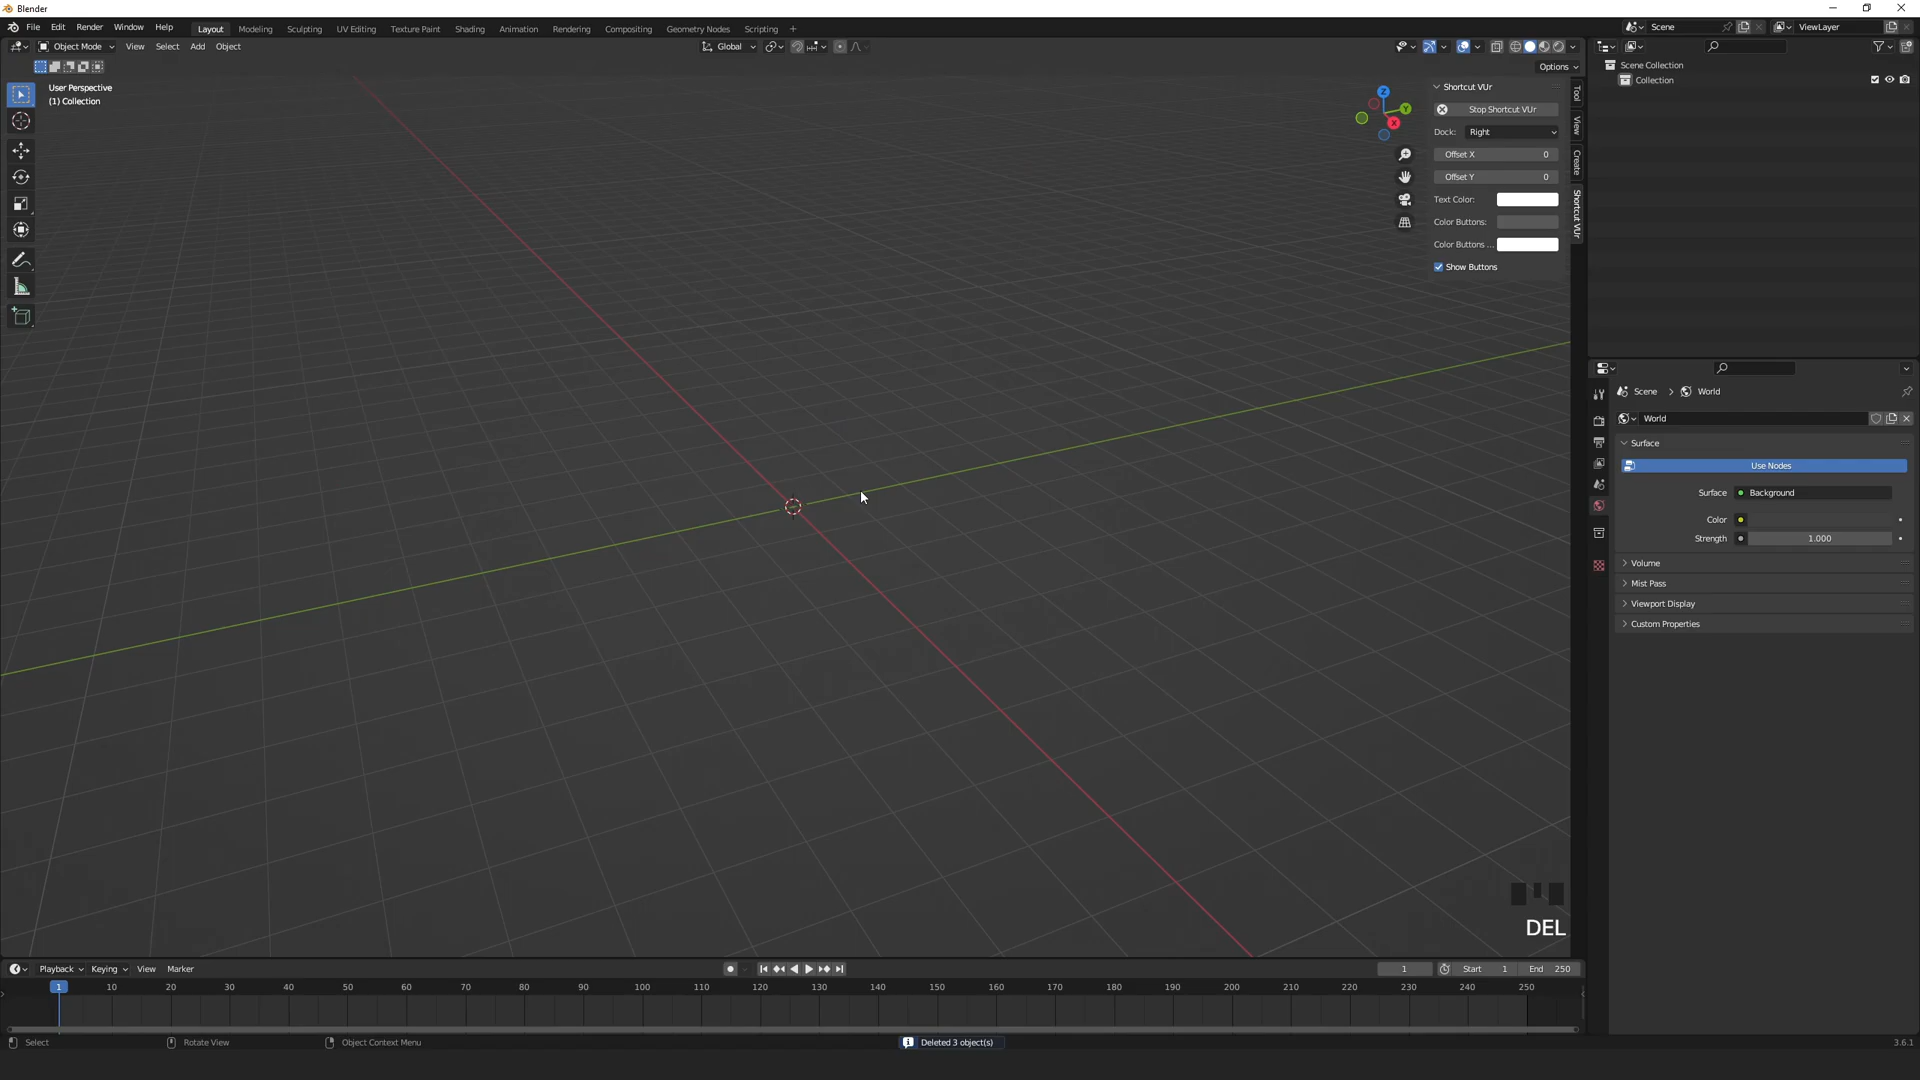 Blender
File Edit Render Window Help Layout Modeling Sculpting UV Editing Texture Paint Shading Animation Rendering Compositing Geometry Nodes Scripting + Scene ViewLayer
Object Mode View Select Add Object Global
Options
User Perspective
(1) Collection
Z
Y
X
Shortcut VUr
Stop Shortcut VUr
Dock: Right
Offset X 0
Offset Y 0
Text Color:
Color Buttons:
Color Buttons ...
Show Buttons
Tool
View
Create
Shortcut VUr
Scene Collection
Collection
Scene > World
World
Surface
Use Nodes
Surface Background
Color
Strength 1.000
Volume
Mist Pass
Viewport Display
Custom Properties
DEL
Playback Keying View Marker 1 Start 1 End 250
1 10 20 30 40 50 60 70 80 90 100 110 120 130 140 150 160 170 180 190 200 210 220 230 240 250
Select Rotate View Object Context Menu Deleted 3 object(s) 3.6.1